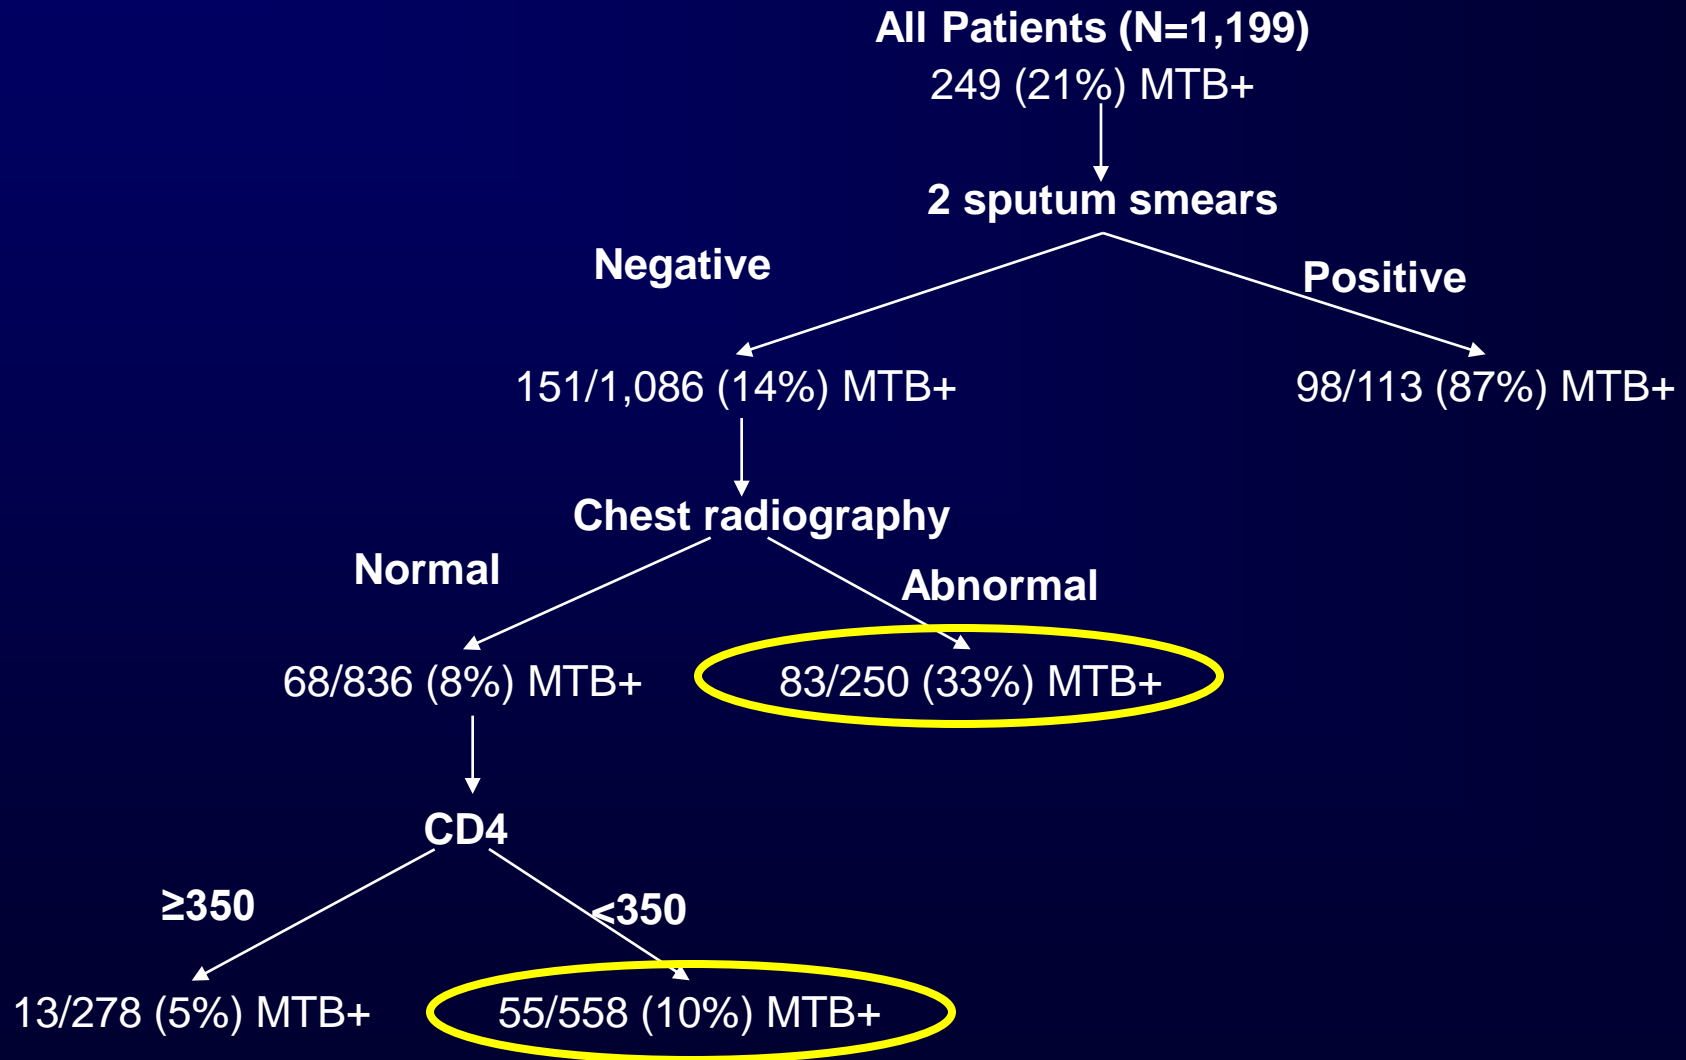 All Patients (N=1,199)
249 (21%) MTB+
2 sputum smears
Negative
Positive
151/1,086 (14%) MTB+
98/113 (87%) MTB+
Chest radiography
Normal
Abnormal
68/836 (8%) MTB+
83/250 (33%) MTB+
CD4
≥350
<350
13/278 (5%) MTB+
55/558 (10%) MTB+